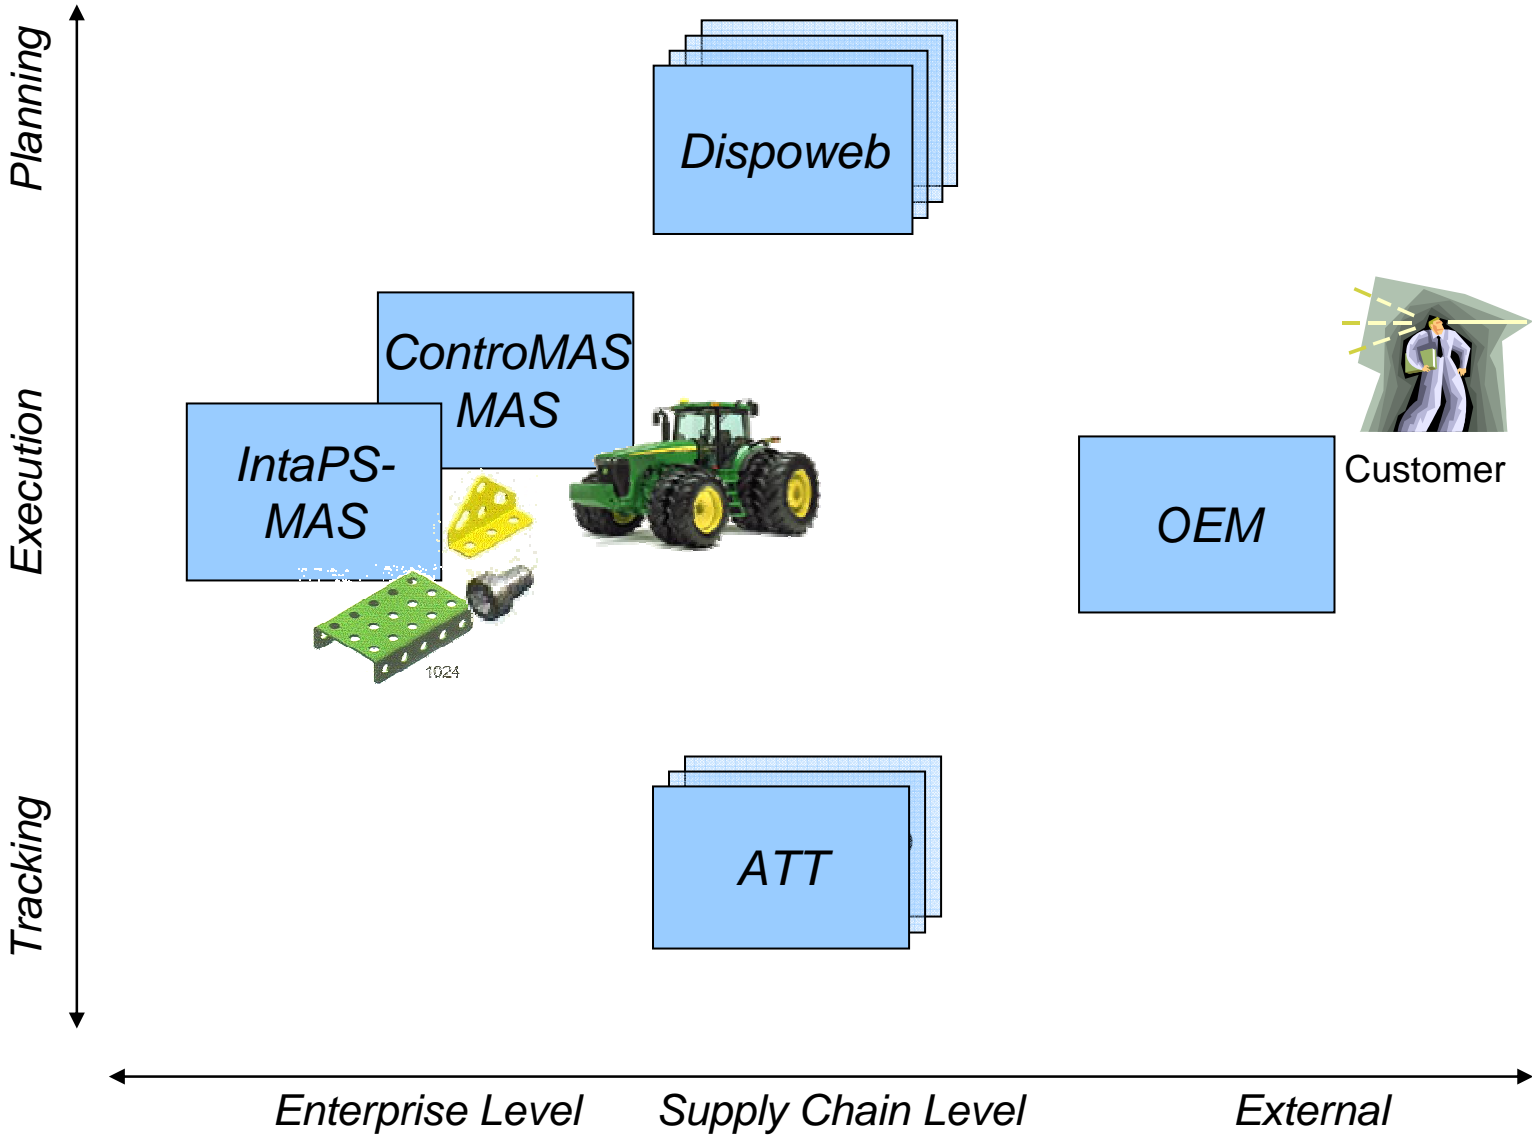 Planning
Dispoweb
ControMAS
MAS
Execution
IntaPS-
MAS
Customer
OEM
1024
Tracking
ATT
Enterprise Level
Supply Chain Level
External